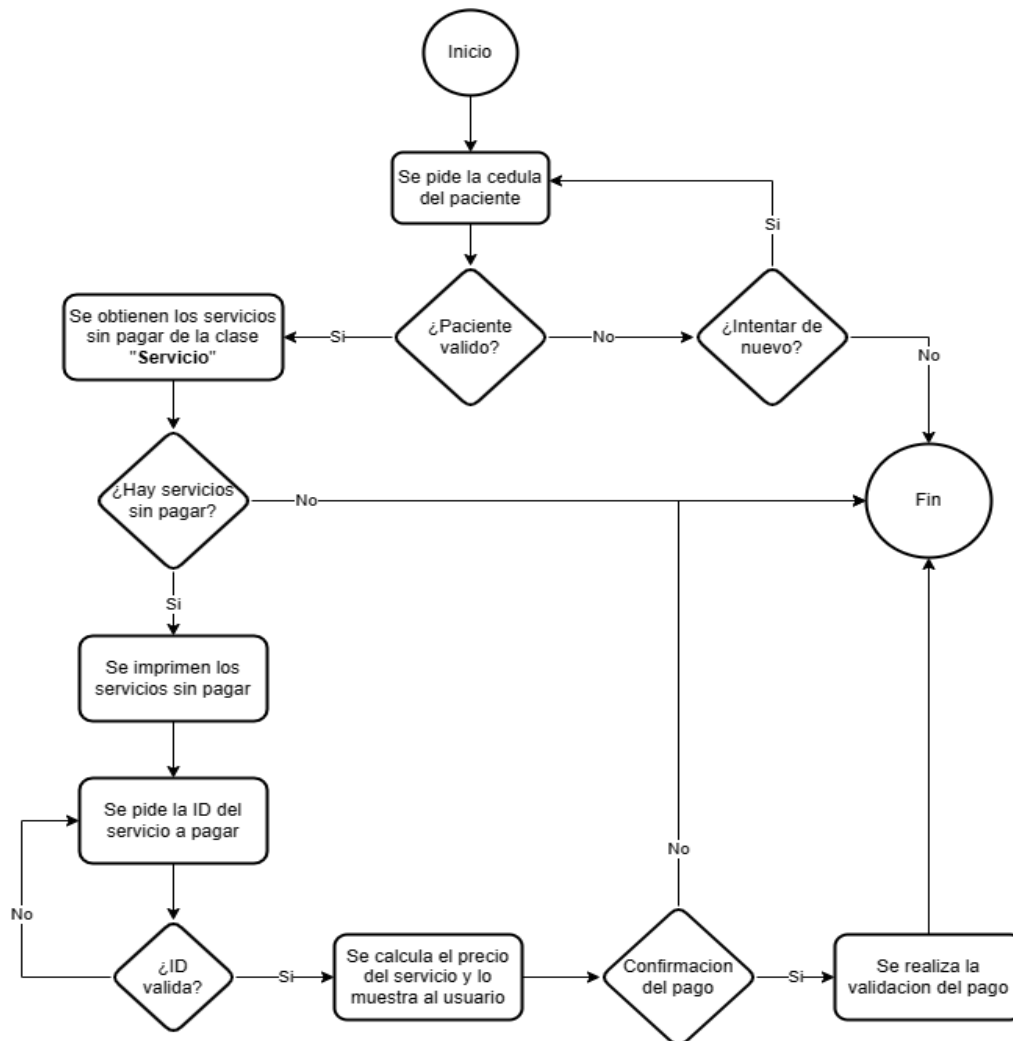 Inicio
Se pide la cedula
del paciente
Si
Se obtienen los servicios
sin pagar de la clase
"Servicio"
Si
¿Paciente
valido?
No
¿Intentar de
nuevo?
No
¿Hay servicios
sin pagar?
No
Fin
Si
Se imprimen los
servicios sin pagar
Se pide la ID del
servicio a pagar
No
No
¿ID
valida?
Si
Se calcula el precio
del servicio y lo
muestra al usuario
Confirmacion
del pago
Si
Se realiza la
validacion del pago